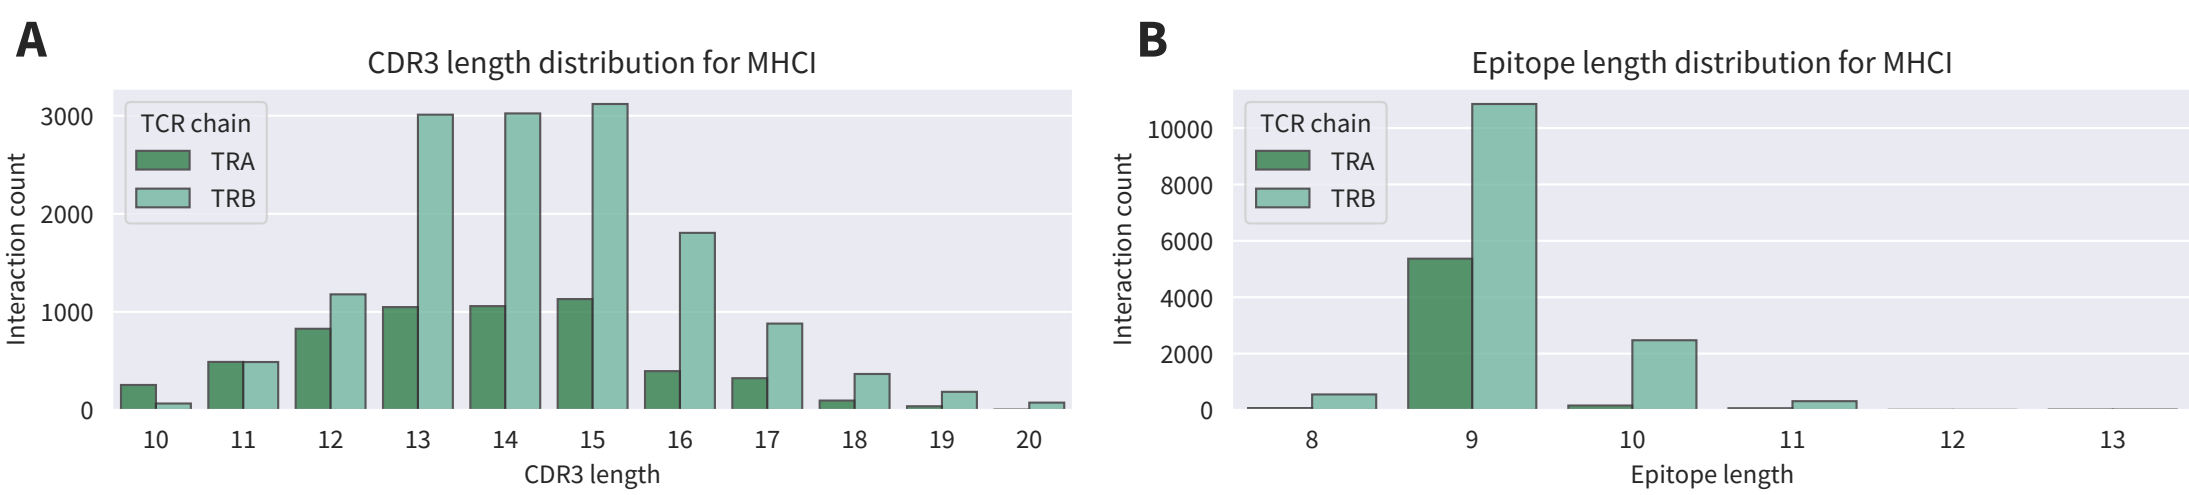 A
CDR3 length distribution for MHCI
Interaction count
3000
2000
1000
0
TCR chain
TRA
TRB
10 11 12 13 14 15 16 17 18 19 20
CDR3 length
B
Epitope length distribution for MHCI
Interaction count
10000
8000
6000
4000
2000
0
TCR chain
TRA
TRB
8 9 10 11 12 13
Epitope length